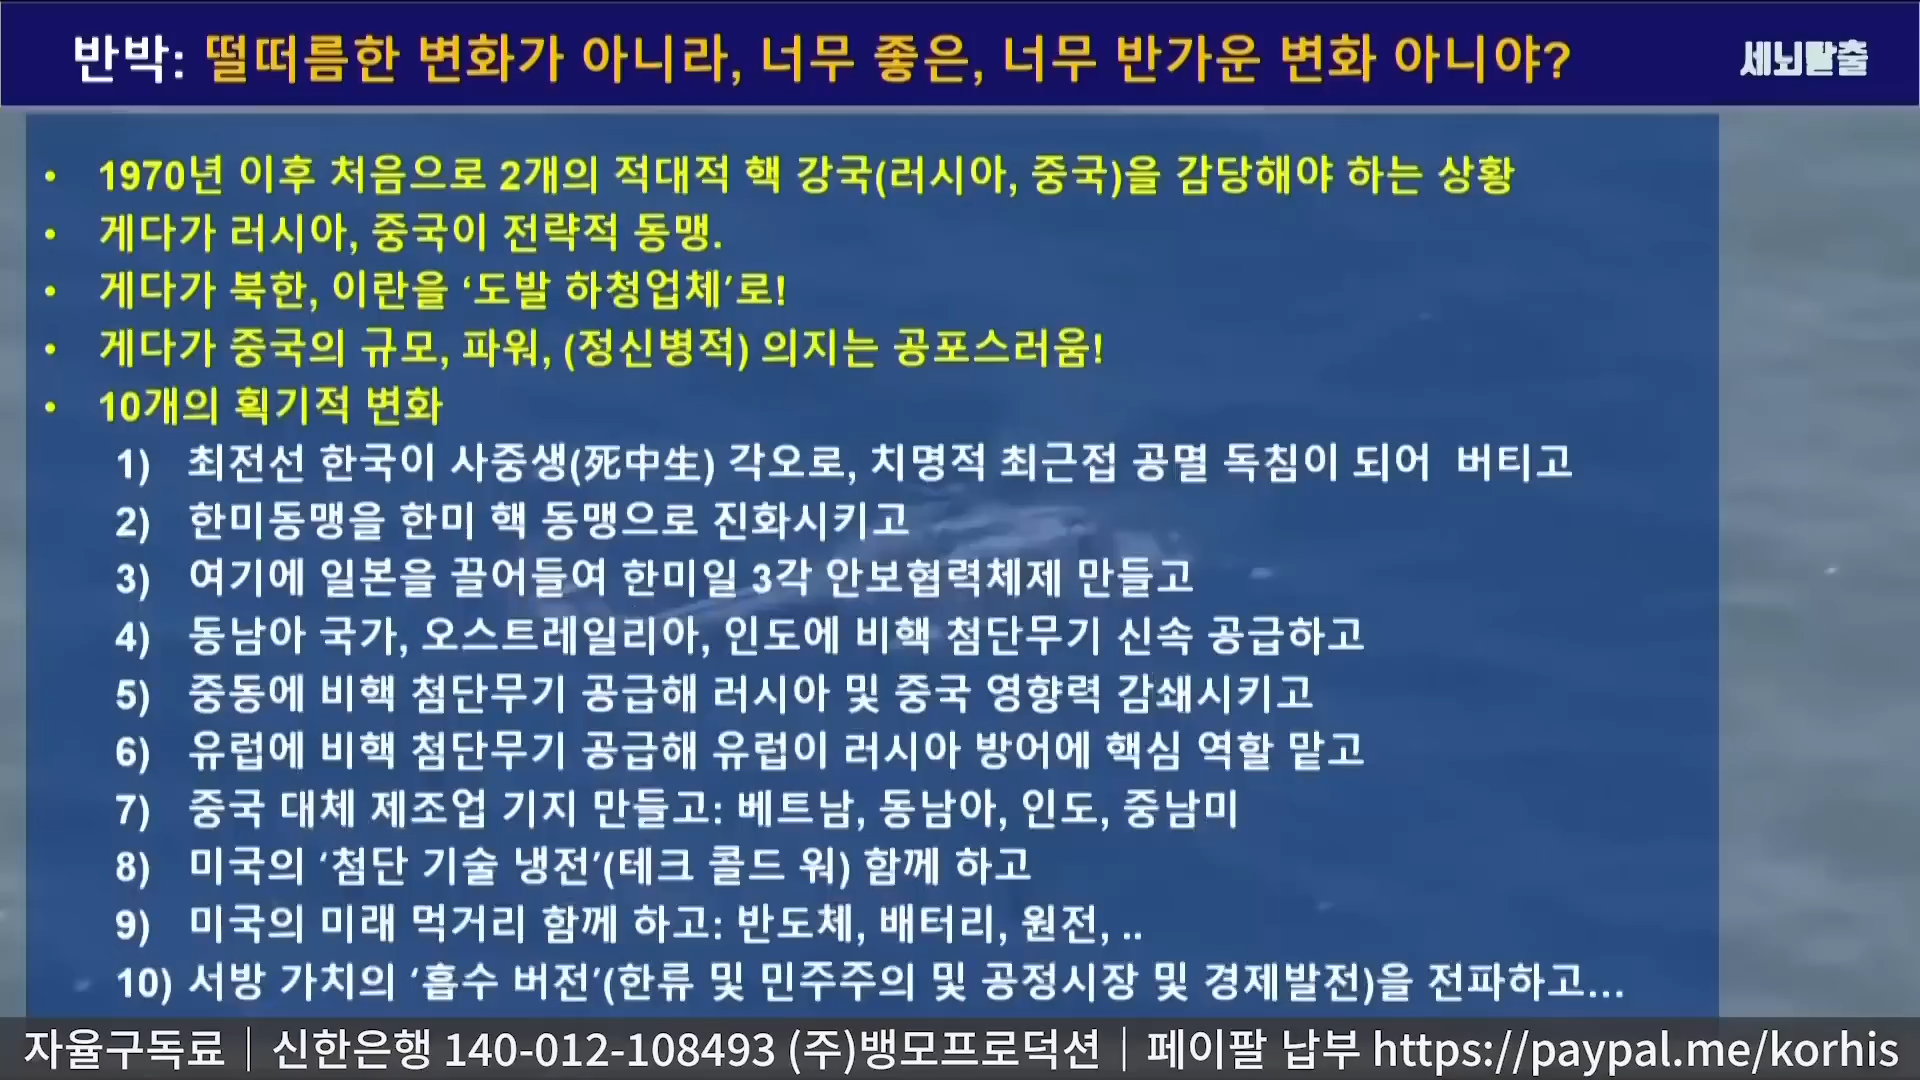 반박: 떨떠름한 변화가 아니라, 너무 좋은, 너무 반가운 변화 아니야?
세뇌탈출
• 1970년 이후 처음으로 2개의 적대적 핵 강국(러시아, 중국)을 감당해야 하는 상황
• 게다가 러시아, 중국이 전략적 동맹.
• 게다가 북한, 이란을 ‘도발 하청업체’로!
• 게다가 중국의 규모, 파워, (정신병적) 의지는 공포스러움!
• 10개의 획기적 변화
1) 최전선 한국이 사중생(死中生) 각오로, 치명적 최근접 공멸 독침이 되어 버티고
2) 한미동맹을 한미 핵 동맹으로 진화시키고
3) 여기에 일본을 끌어들여 한미일 3각 안보협력체제 만들고
4) 동남아 국가, 오스트레일리아, 인도에 비핵 첨단무기 신속 공급하고
5) 중동에 비핵 첨단무기 공급해 러시아 및 중국 영향력 감쇄시키고
6) 유럽에 비핵 첨단무기 공급해 유럽이 러시아 방어에 핵심 역할 맡고
7) 중국 대체 제조업 기지 만들고: 베트남, 동남아, 인도, 중남미
8) 미국의 ‘첨단 기술 냉전’(테크 콜드 워) 함께 하고
9) 미국의 미래 먹거리 함께 하고: 반도체, 배터리, 원전, ..
10) 서방 가치의 ‘흡수 버전’(한류 및 민주주의 및 공정시장 및 경제발전)을 전파하고...
자율구독료｜신한은행 140-012-108493 (주)뱅모프로덕션｜페이팔 납부 https://paypal.me/korhis